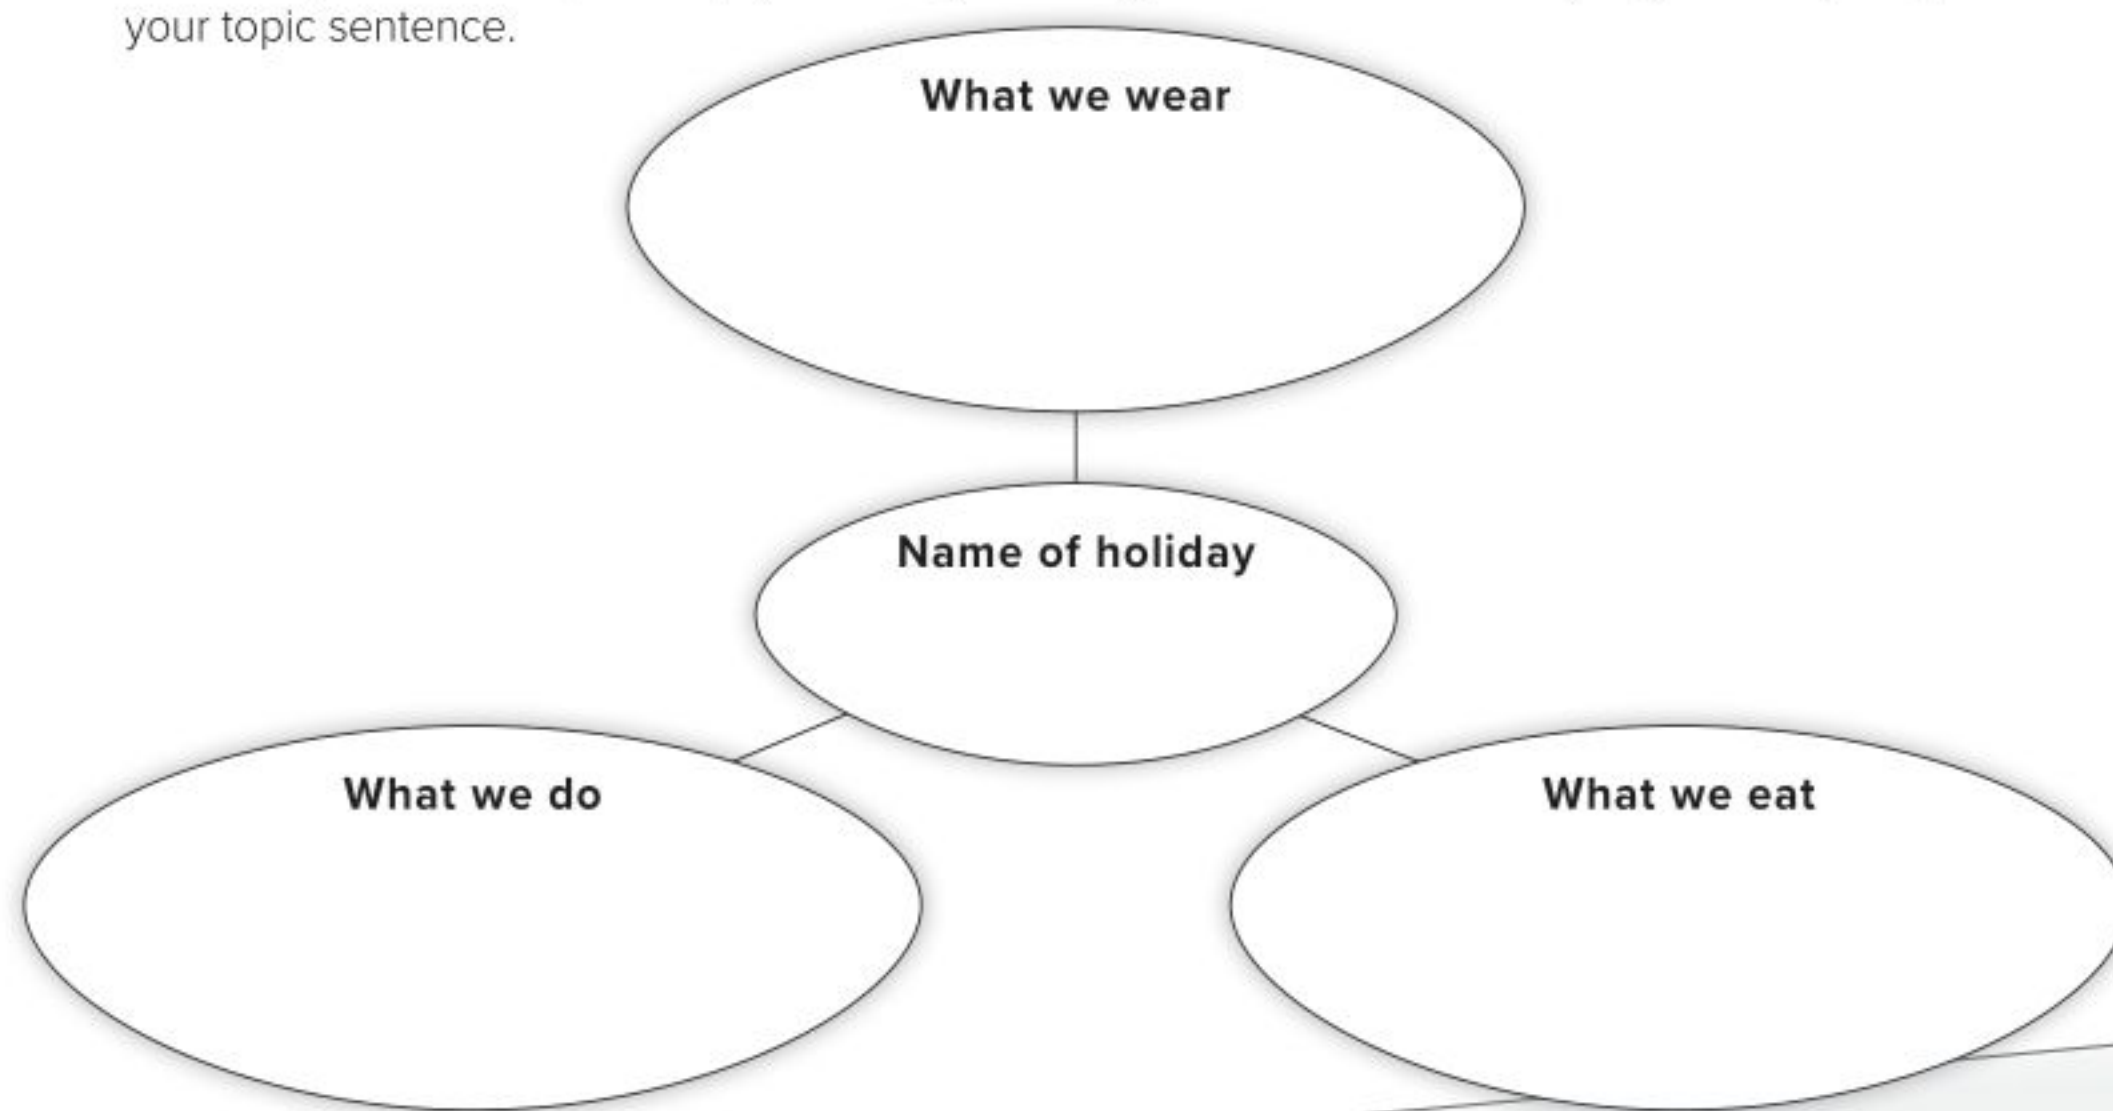 your topic sentence.
What we wear
Name of holiday
What we do
What we eat